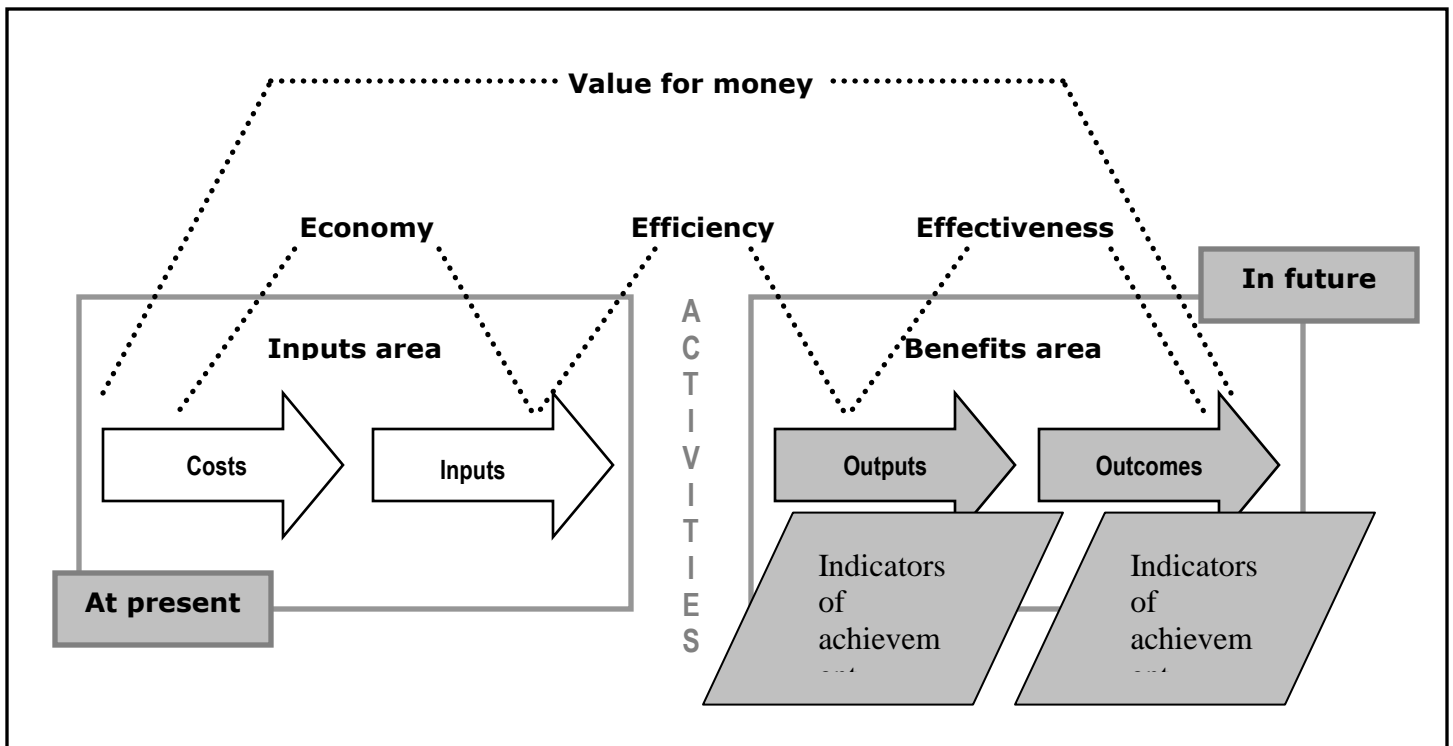 Value for money
Economy
Efficiency
Effectiveness
In future
Inputs area
A
C
T
I
V
I
T
I
E
S
Benefits area
Costs
Inputs
Outputs
Outcomes
At present
Indicators
of
achievem
Indicators
of
achievem